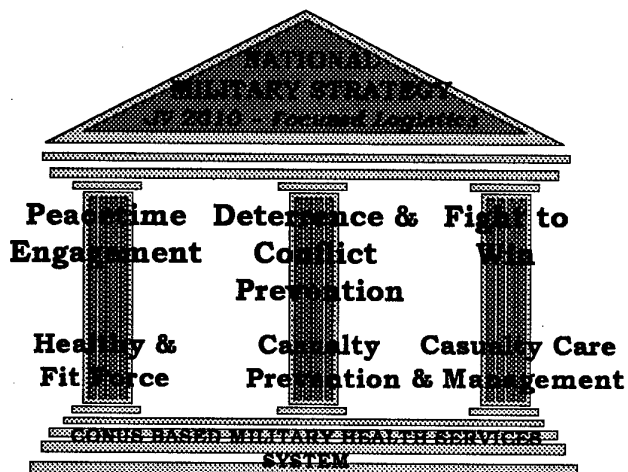 NATIONAL
MILITARY STRATEGY
JV 2010 - Focused Logistics
Peacetime Engagement
Deterrence & Conflict Prevention
Fight to Win
Healthy & Fit Force
Casualty Prevention &
Casualty Care Management
CONUS BASED MILITARY HEALTH SERVICES
SYSTEM